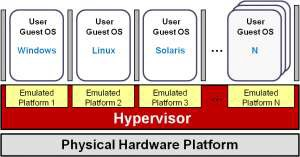 User
Guest OS
Windows
User
Guest OS
Linux
User
Guest OS
Solaris
...
User
Guest OS
N
Emulated
Platform 1
Emulated
Platform 2
Emulated
Platform 3
...
Emulated
Platform N
Hypervisor
Physical Hardware Platform